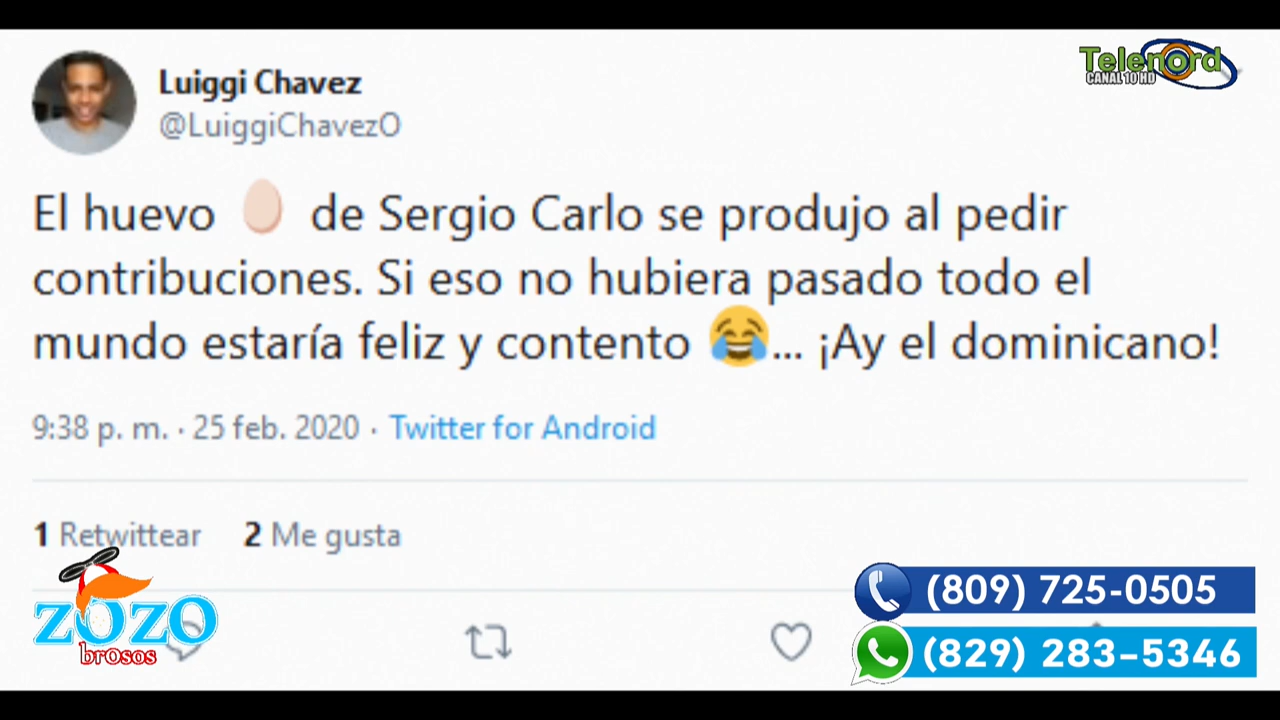 Luiggi Chavez
@LuiggiChavezO
Telenord
CANAL 10 HD
El huevo 🥚 de Sergio Carlo se produjo al pedir
contribuciones. Si eso no hubiera pasado todo el
mundo estaría feliz y contento 😂... ¡Ay el dominicano!
9:38 p. m. · 25 feb. 2020 · Twitter for Android
1 Retwittear 2 Me gusta
zozo
brosos
(809) 725-0505
(829) 283-5346